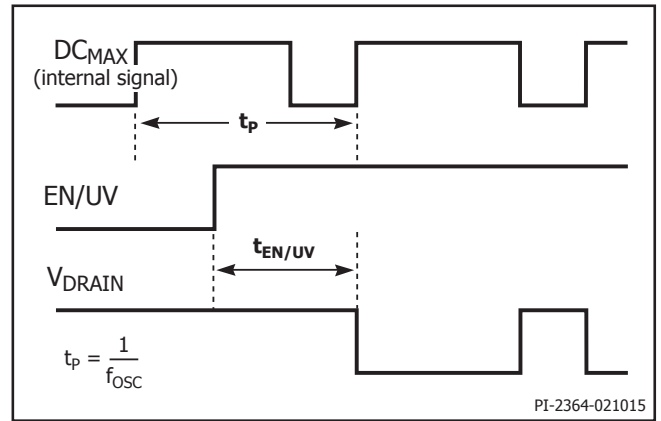 DCMAX
(internal signal)
tP
EN/UV
tEN/UV
VDRAIN
tP = 1
fOSC
PI-2364-021015